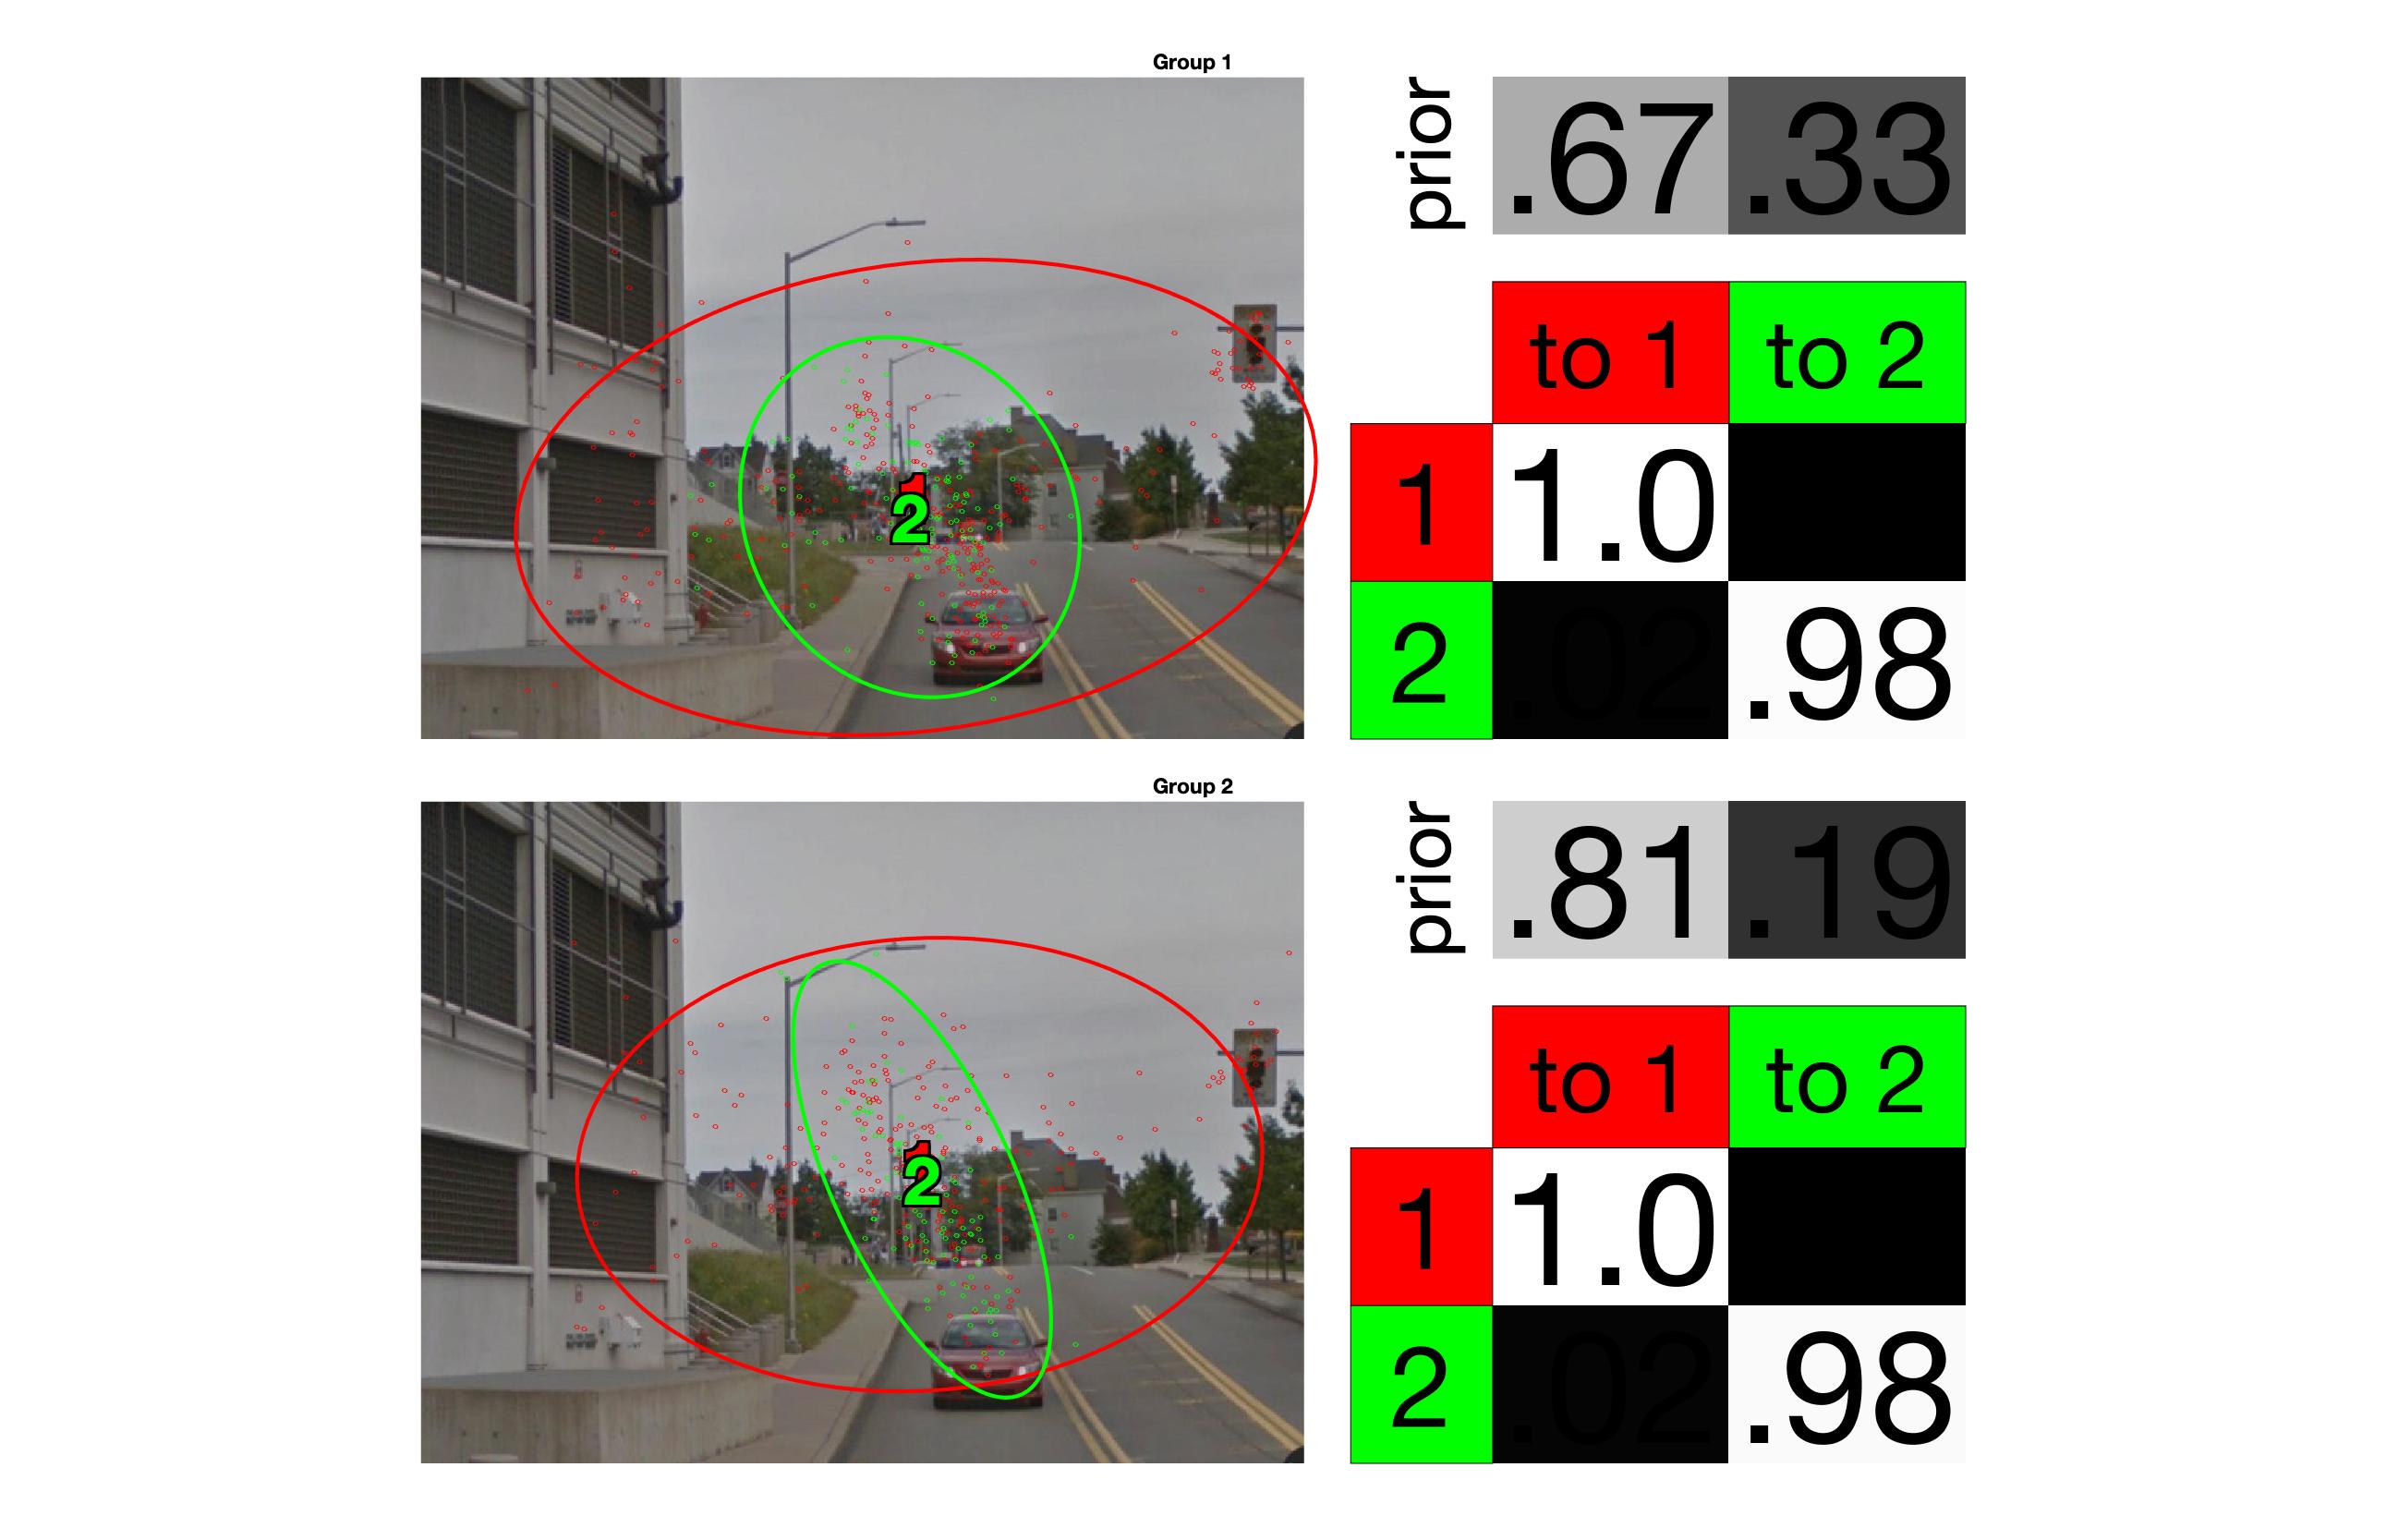 Group 1
1
2
prior
.67 .33
to 1 to 2
1 1.0
2 .02 .98
Group 2
1
2
prior
.81 .19
to 1 to 2
1 1.0
2 .02 .98